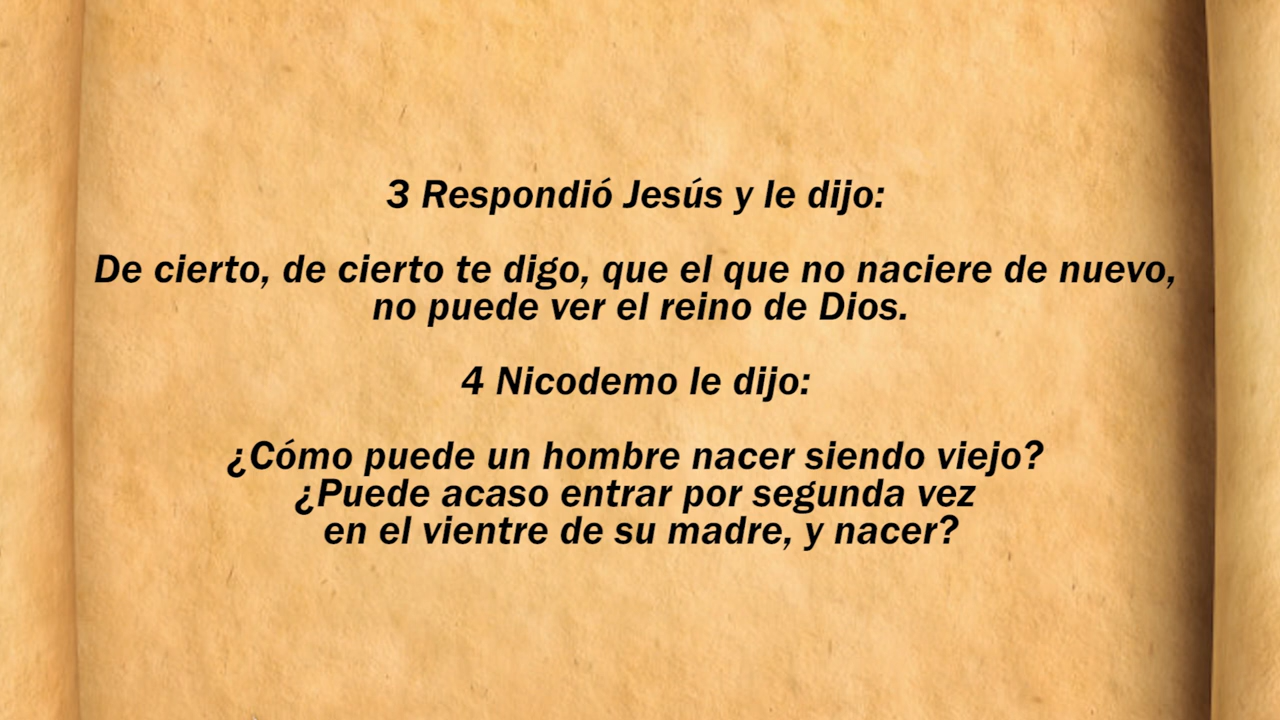 3 Respondió Jesús y le dijo:
De cierto, de cierto te digo, que el que no naciere de nuevo,
no puede ver el reino de Dios.
4 Nicodemo le dijo:
¿Cómo puede un hombre nacer siendo viejo?
¿Puede acaso entrar por segunda vez
en el vientre de su madre, y nacer?